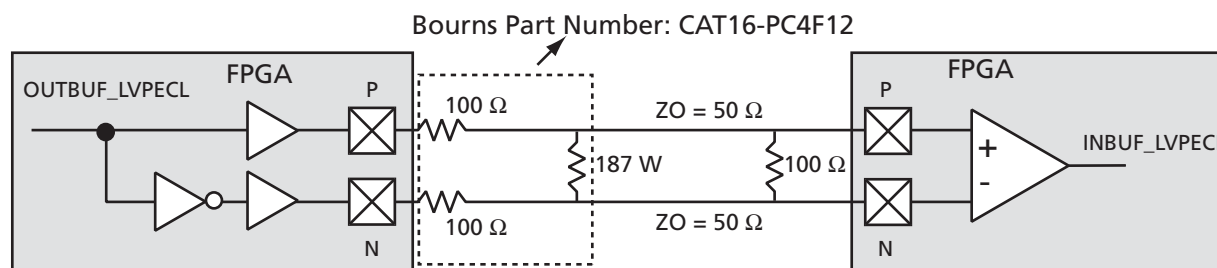 Bourns Part Number: CAT16-PC4F12
FPGA
FPGA
OUTBUF_LVPECL
P
100 Ω
ZO = 50 Ω
P
187 W
100 Ω
+
-
INBUF_LVPEC
100 Ω
ZO = 50 Ω
N
N